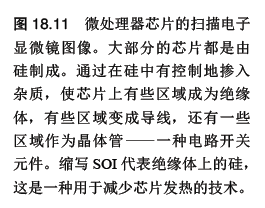 图 18.11 微处理器芯片的扫描电子
显微镜图像。大部分的芯片都是由
硅制成。通过在硅中有控制地掺入
杂质，使芯片上有些区域成为绝缘
体，有些区域变成导线，还有一些
区域作为晶体管——一种电路开关
元件。缩写 SOI 代表绝缘体上的硅，
这是一种用于减少芯片发热的技术。